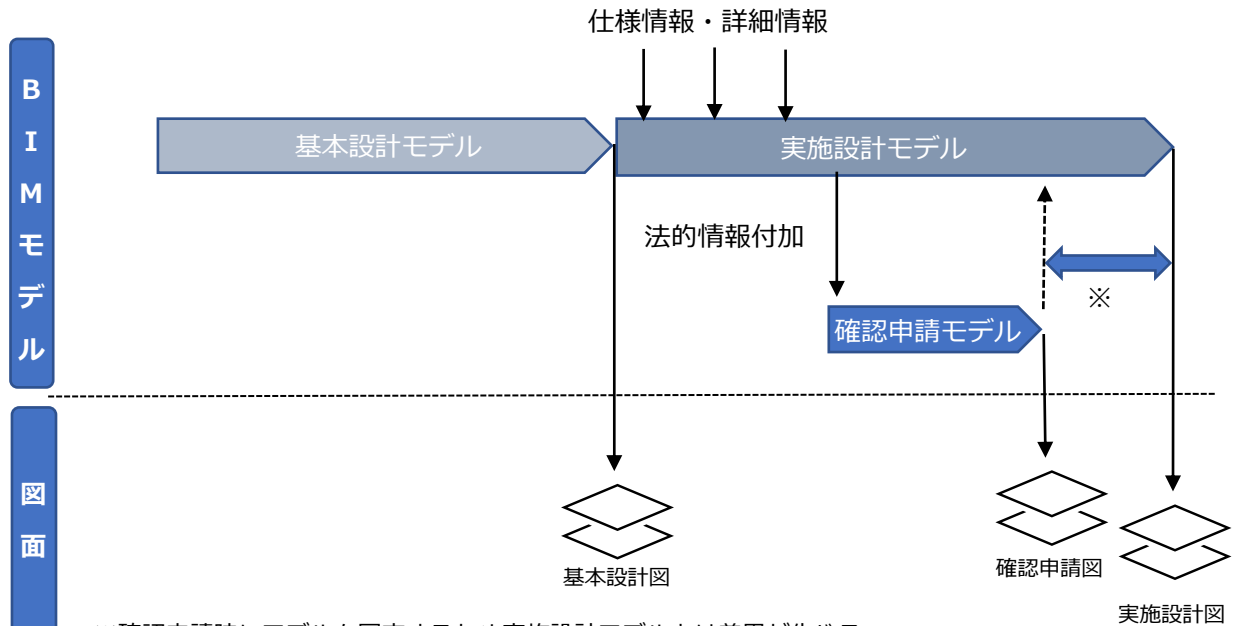 仕様情報・詳細情報
BIMモデル
基本設計モデル
実施設計モデル
法的情報付加
※
確認申請モデル
図面
基本設計図
確認申請図
実施設計図